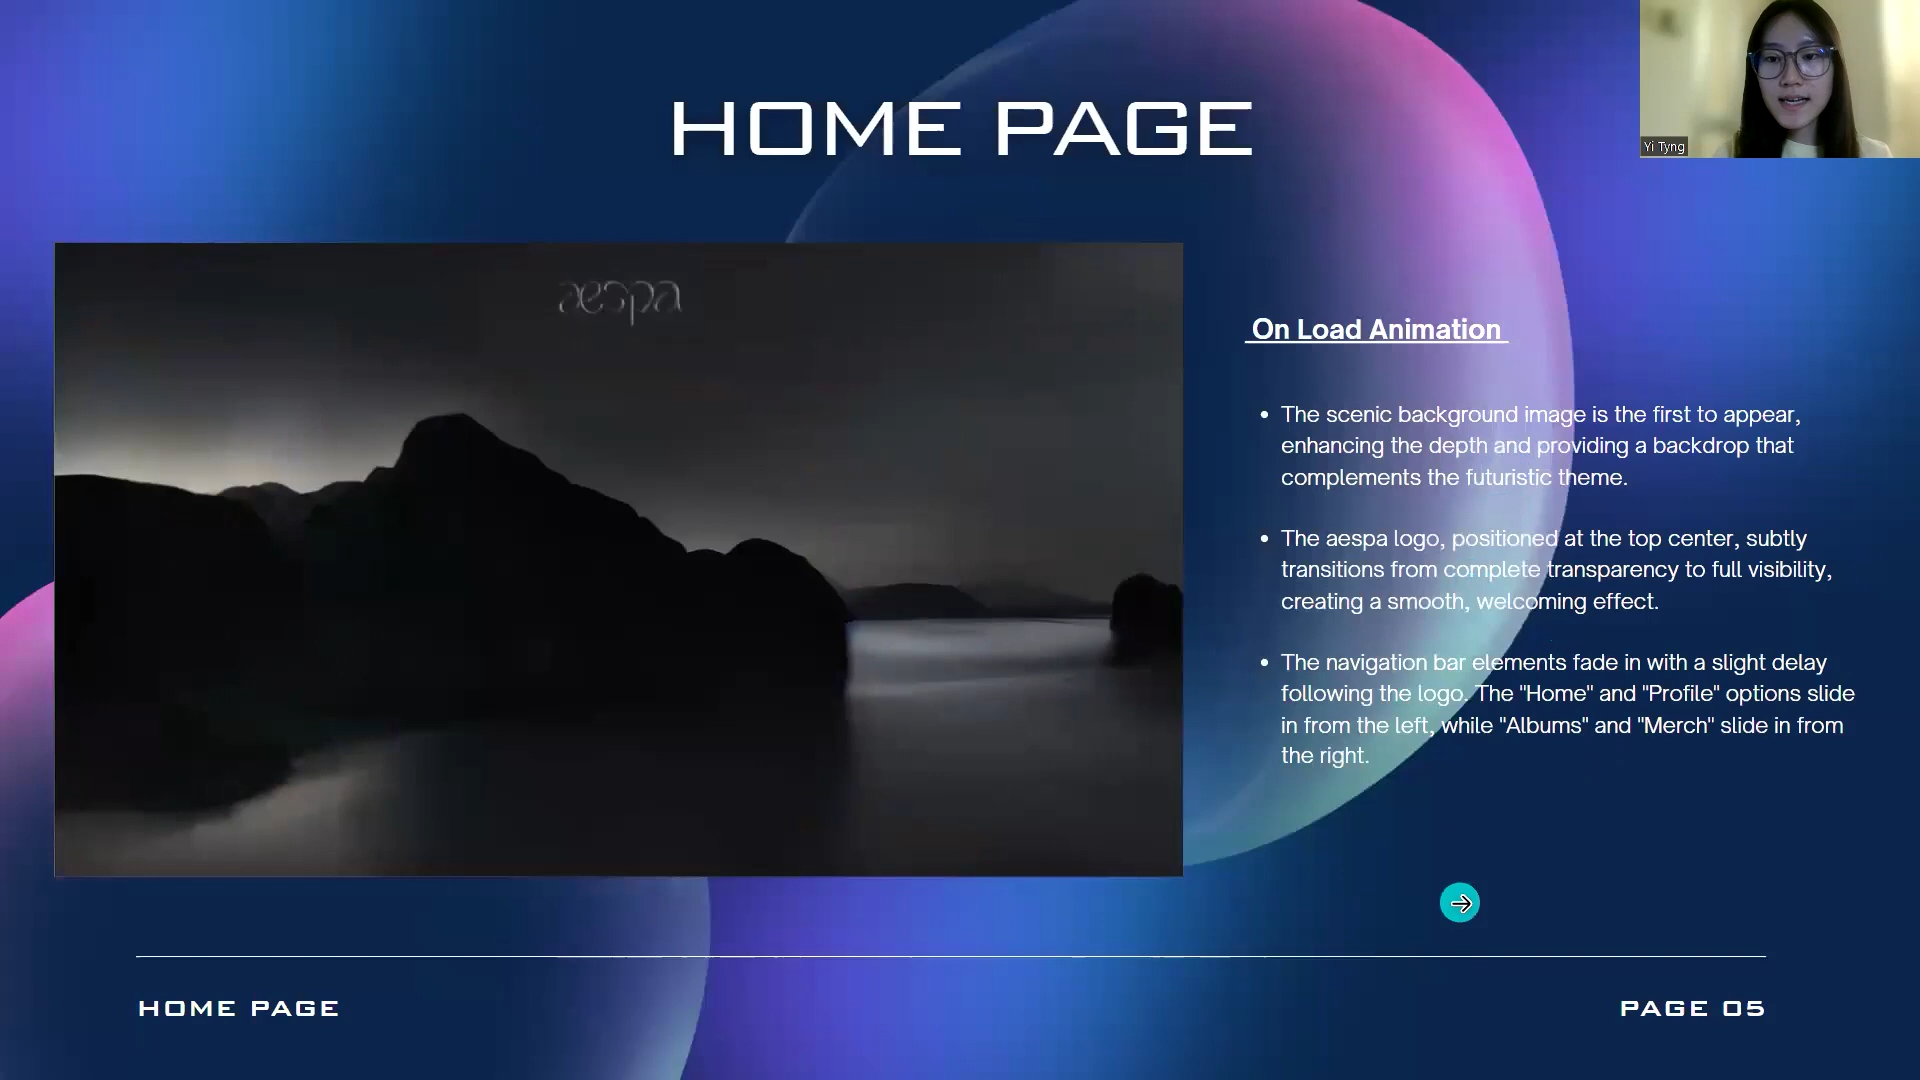 HOME PAGE
Yi Tyng
aespa
On Load Animation
• The scenic background image is the first to appear,
enhancing the depth and providing a backdrop that
complements the futuristic theme.
• The aespa logo, positioned at the top center, subtly
transitions from complete transparency to full visibility,
creating a smooth, welcoming effect.
• The navigation bar elements fade in with a slight delay
following the logo. The "Home" and "Profile" options slide
in from the left, while "Albums" and "Merch" slide in from
the right.
HOME PAGE
PAGE 05